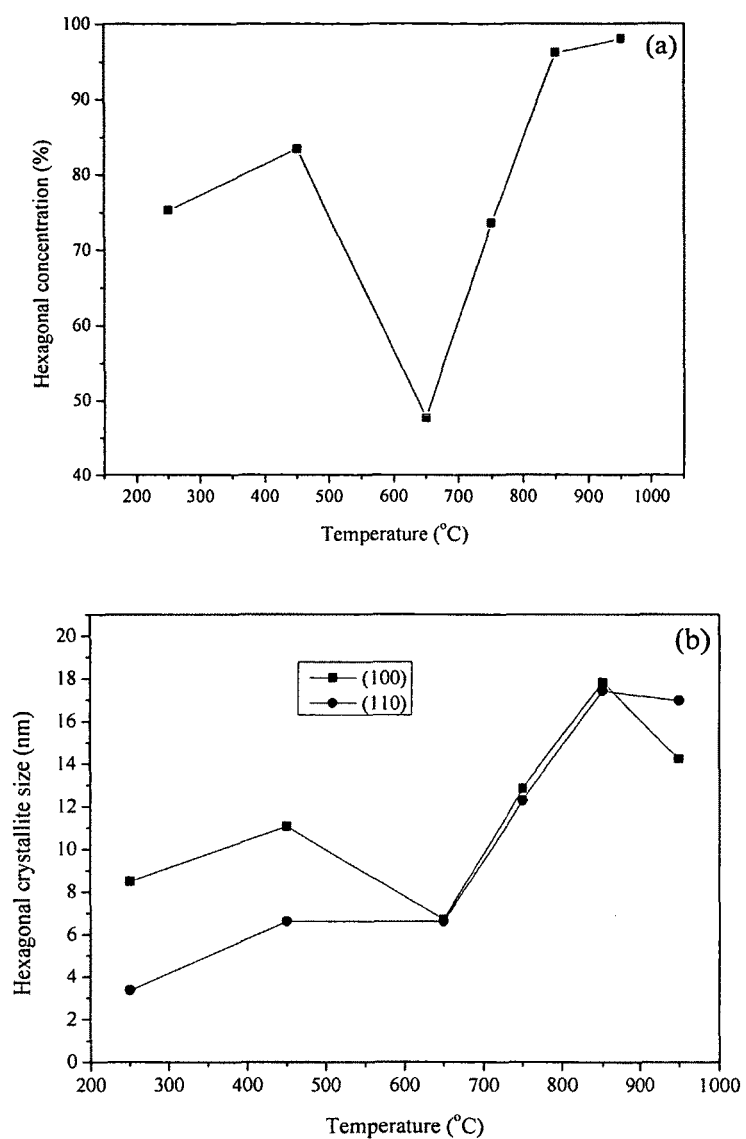 100
(a)
90
80
70
60
50
40
Hexagonal concentration (%)
200 300 400 500 600 700 800 900 1000
Temperature (°C)
20
(b)
18
16
14
12
10
8
6
4
2
0
(100)
(110)
Hexagonal crystallite size (nm)
200 300 400 500 600 700 800 900 1000
Temperature (°C)